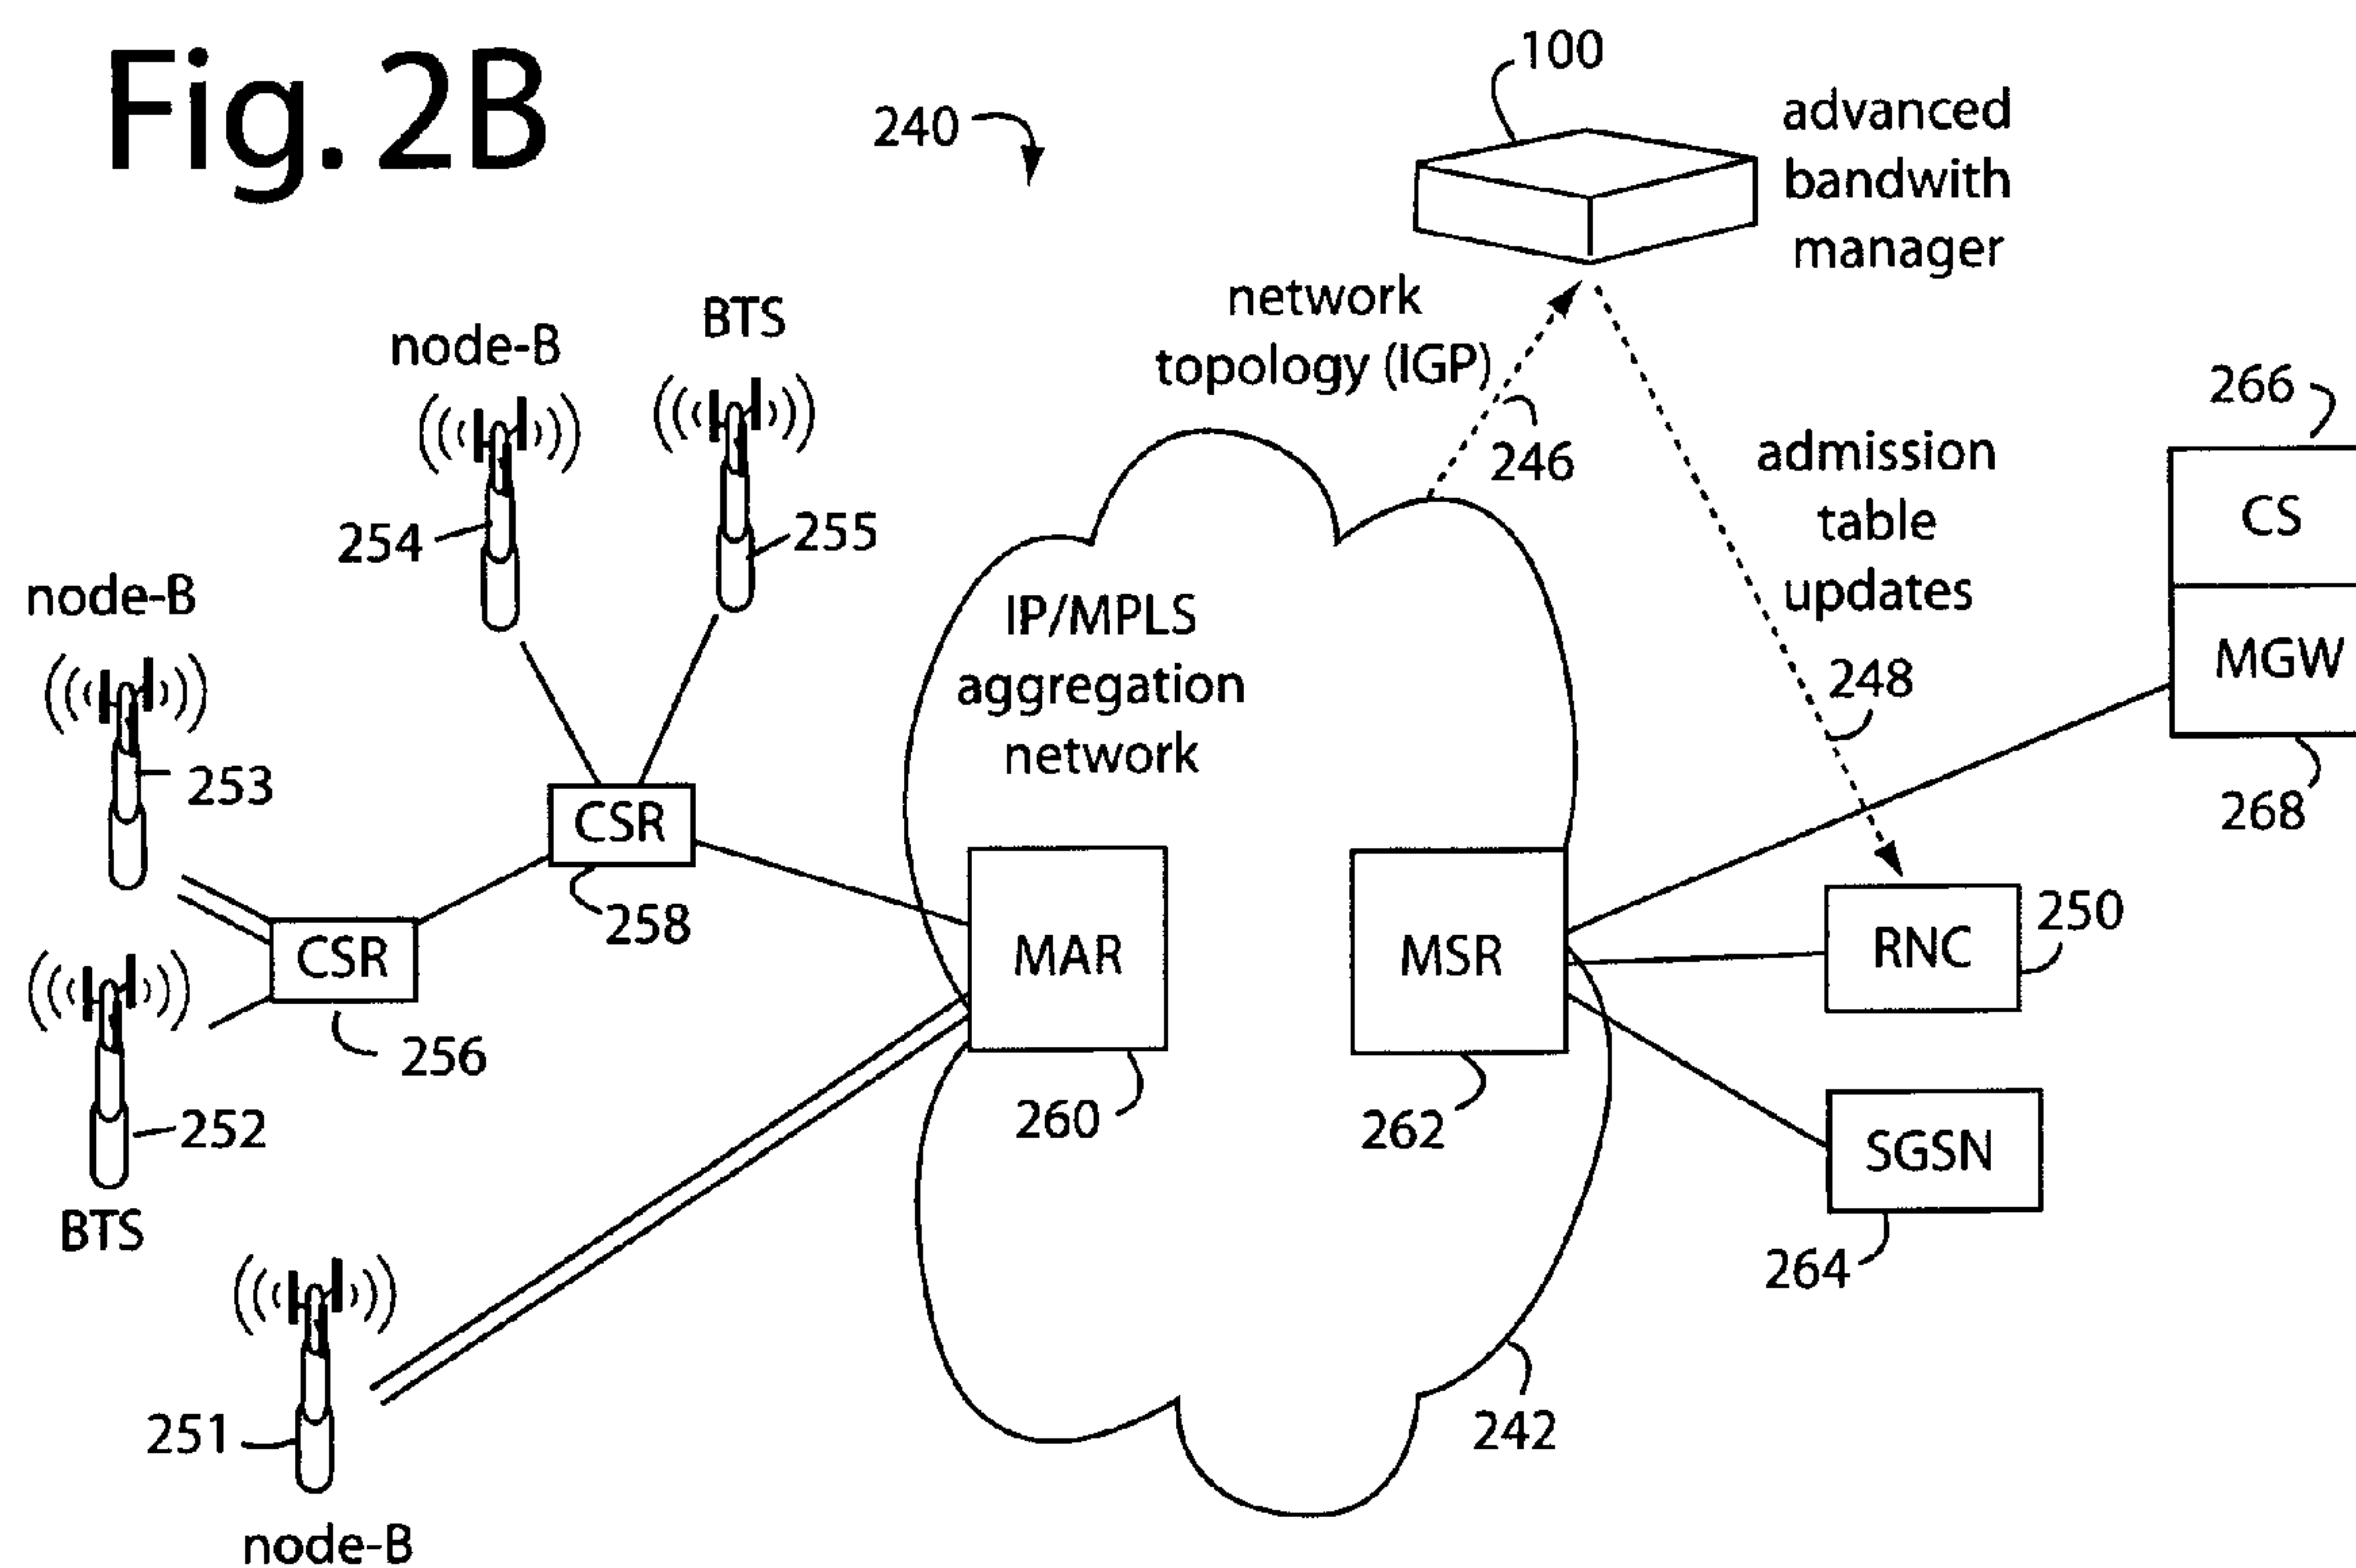 Fig. 2B
240
100
advanced
bandwith
manager
network
topology (IGP)
246
admission
table
updates
248
BTS
node-B
254
255
node-B
253
CSR
258
CSR
256
252
BTS
251
node-B
IP/MPLS
aggregation
network
MAR
260
MSR
262
242
266
CS
MGW
268
RNC
250
SGSN
264